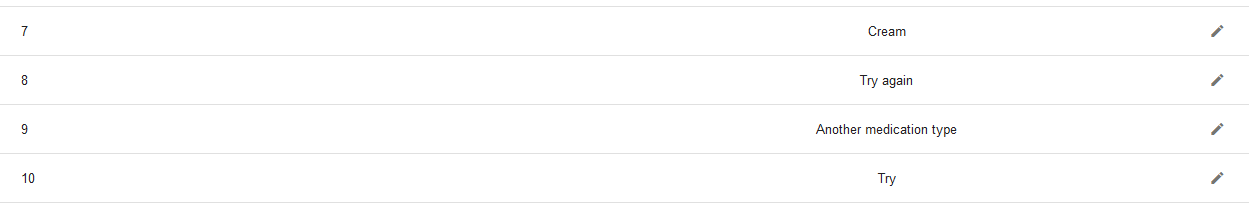 7 Cream
8 Try again
9 Another medication type
10 Try